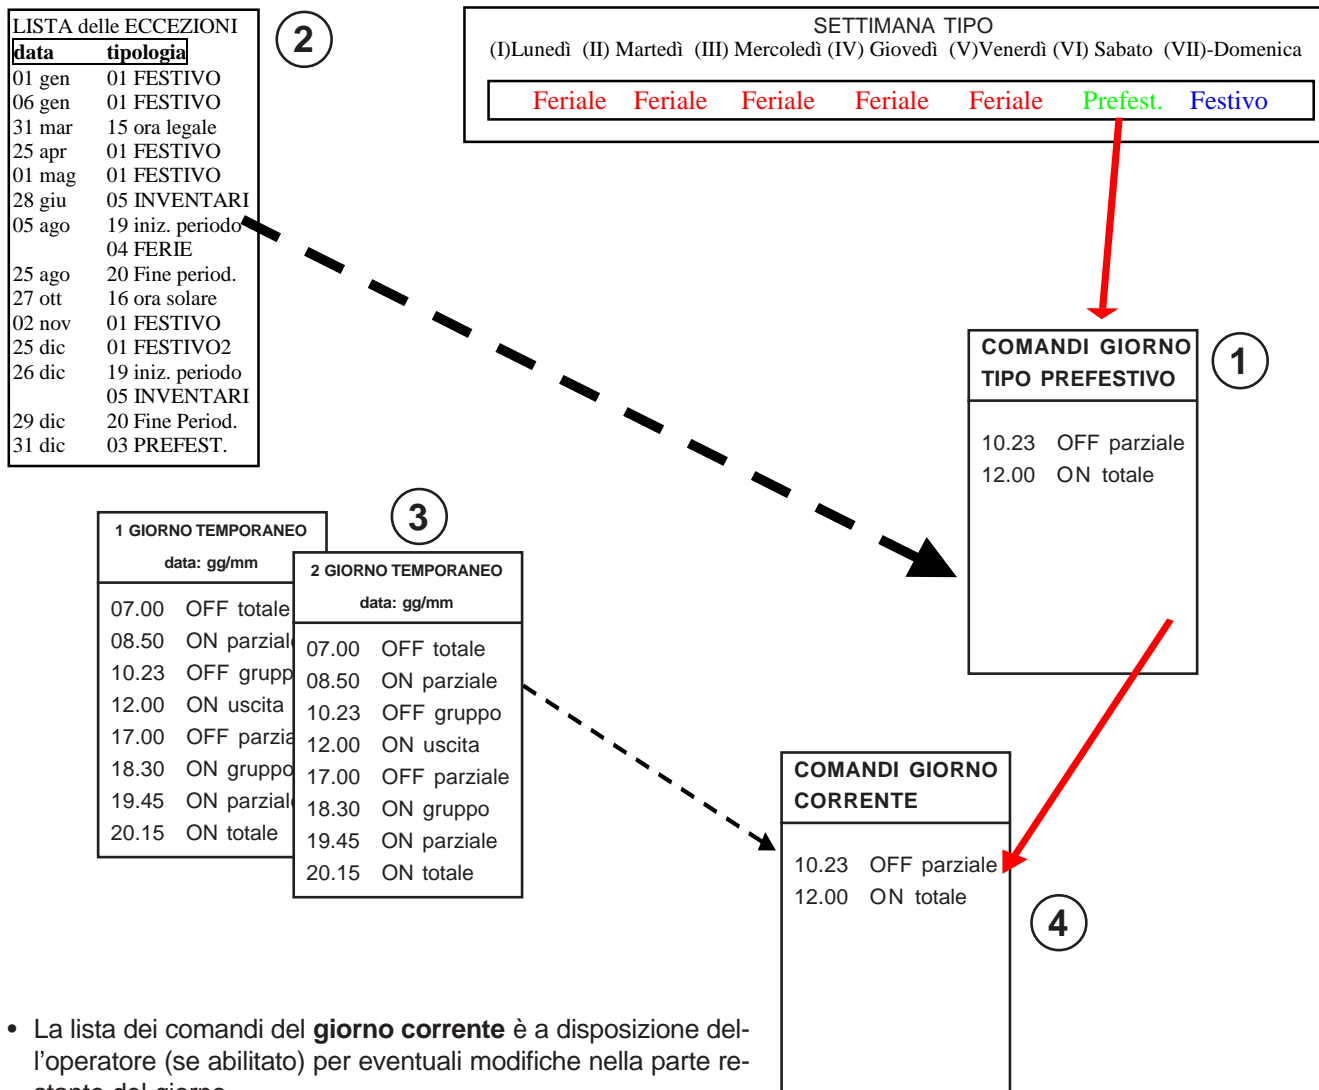 LISTA delle ECCEZIONI
data tipologia
01 gen 01 FESTIVO
06 gen 01 FESTIVO
31 mar 15 ora legale
25 apr 01 FESTIVO
01 mag 01 FESTIVO
28 giu 05 INVENTARI
05 ago 19 iniz. periodo
04 FERIE
25 ago 20 Fine period.
27 ott 16 ora solare
02 nov 01 FESTIVO
25 dic 01 FESTIVO2
26 dic 19 iniz. periodo
05 INVENTARI
29 dic 20 Fine Period.
31 dic 03 PREFEST.
2
SETTIMANA TIPO
(I)Lunedì (II) Martedì (III) Mercoledì (IV) Giovedì (V)Venerdì (VI) Sabato (VII)-Domenica
Feriale Feriale Feriale Feriale Feriale Prefest. Festivo
COMANDI GIORNO
TIPO PREFESTIVO
10.23 OFF parziale
12.00 ON totale
1
3
1 GIORNO TEMPORANEO
data: gg/mm
07.00 OFF totale
08.50 ON parziale
10.23 OFF grupp
12.00 ON uscita
17.00 OFF parzia
18.30 ON gruppo
19.45 ON parzial
20.15 ON totale
2 GIORNO TEMPORANEO
data: gg/mm
07.00 OFF totale
08.50 ON parziale
10.23 OFF gruppo
12.00 ON uscita
17.00 OFF parziale
18.30 ON gruppo
19.45 ON parziale
20.15 ON totale
COMANDI GIORNO
CORRENTE
10.23 OFF parziale
12.00 ON totale
4
• La lista dei comandi del giorno corrente è a disposizione del-
l'operatore (se abilitato) per eventuali modifiche nella parte re-
stante del giorno